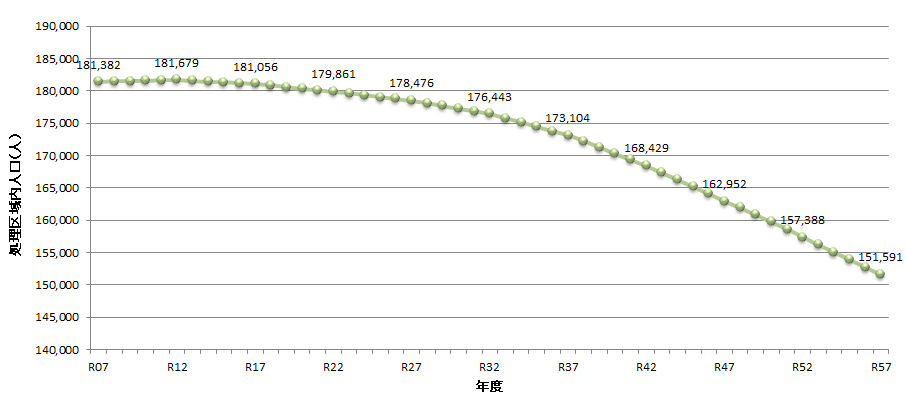 190,000
185,000
180,000
175,000
170,000
165,000
160,000
155,000
150,000
145,000
140,000
処理区域内人口(人)
181,382
181,679
181,056
179,861
178,476
176,443
173,104
168,429
162,952
157,388
151,591
R07
R12
R17
R22
R27
R32
R37
R42
R47
R52
R57
年度